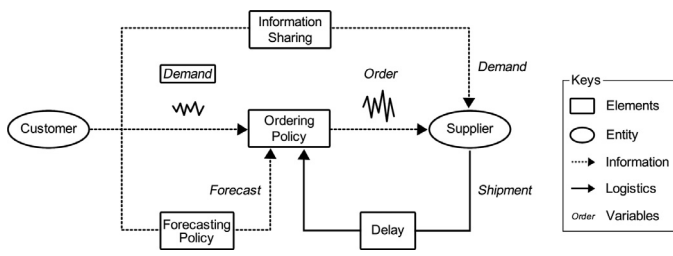 Information
Sharing
Demand
Order
Demand
Customer
Ordering
Policy
Supplier
Forecast
Shipment
Forecasting
Policy
Delay
Keys
Elements
Entity
Information
Logistics
Order Variables